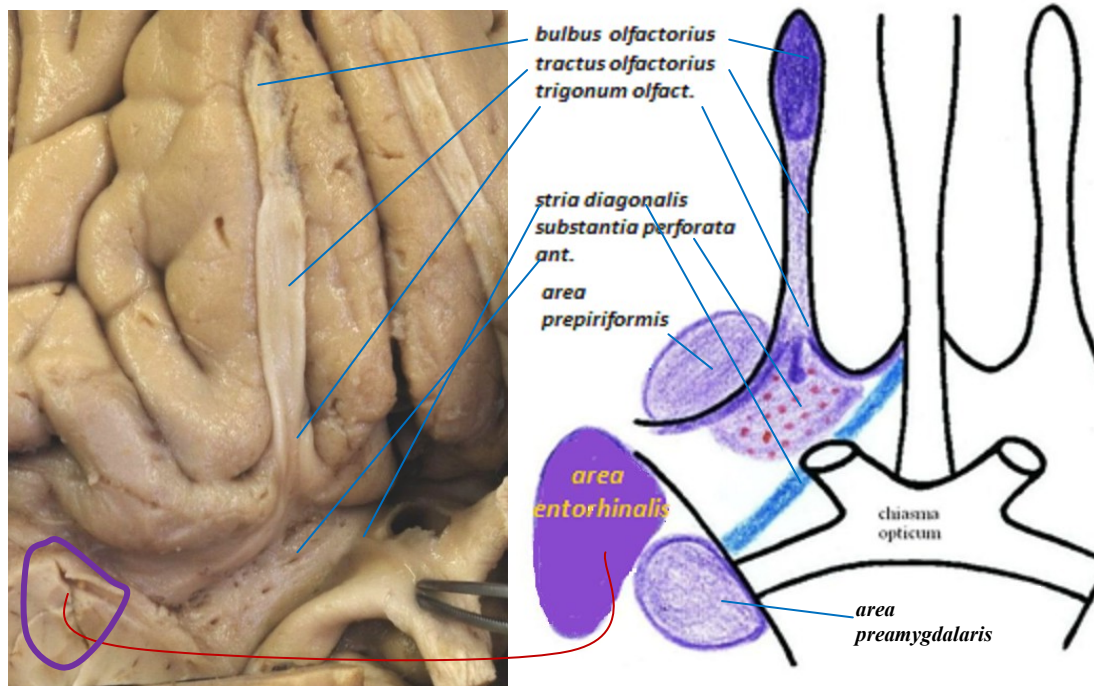 bulbus olfactorius
tractus olfactorius
trigonum olfact.
stria diagonalis
substantia perforata
ant.
area
prepiriformis
area
entorhinalis
chiasma
opticum
area
preamygdalaris